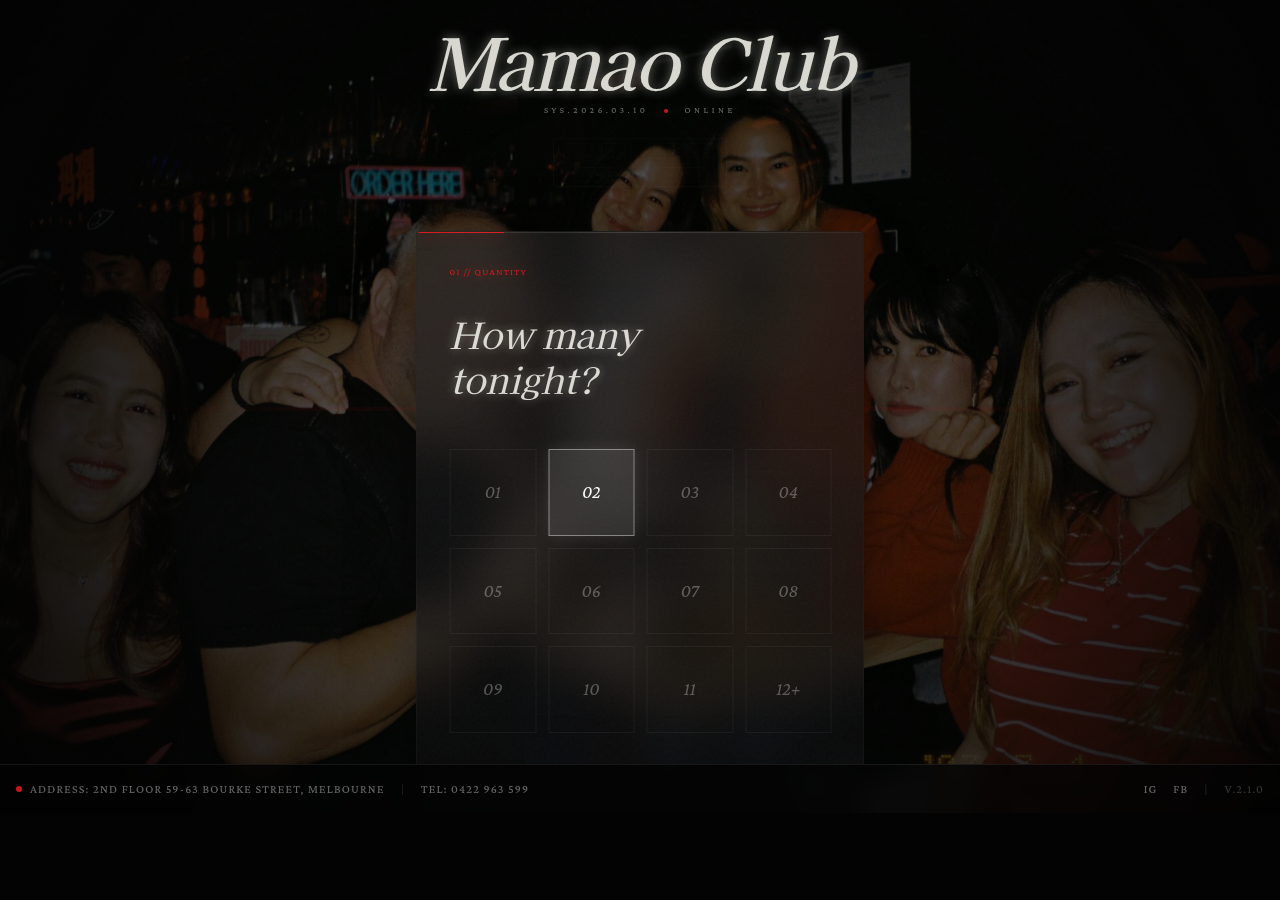 Mamao Club
SYS.2026.03.10 • ONLINE
ORDER HERE
01 // QUANTITY
How many
tonight?
01 02 03 04
05 06 07 08
09 10 11 12+
ADDRESS: 2ND FLOOR 59-63 BOURKE STREET, MELBOURNE | TEL: 0422 963 599 IG FB | V.2.1.0